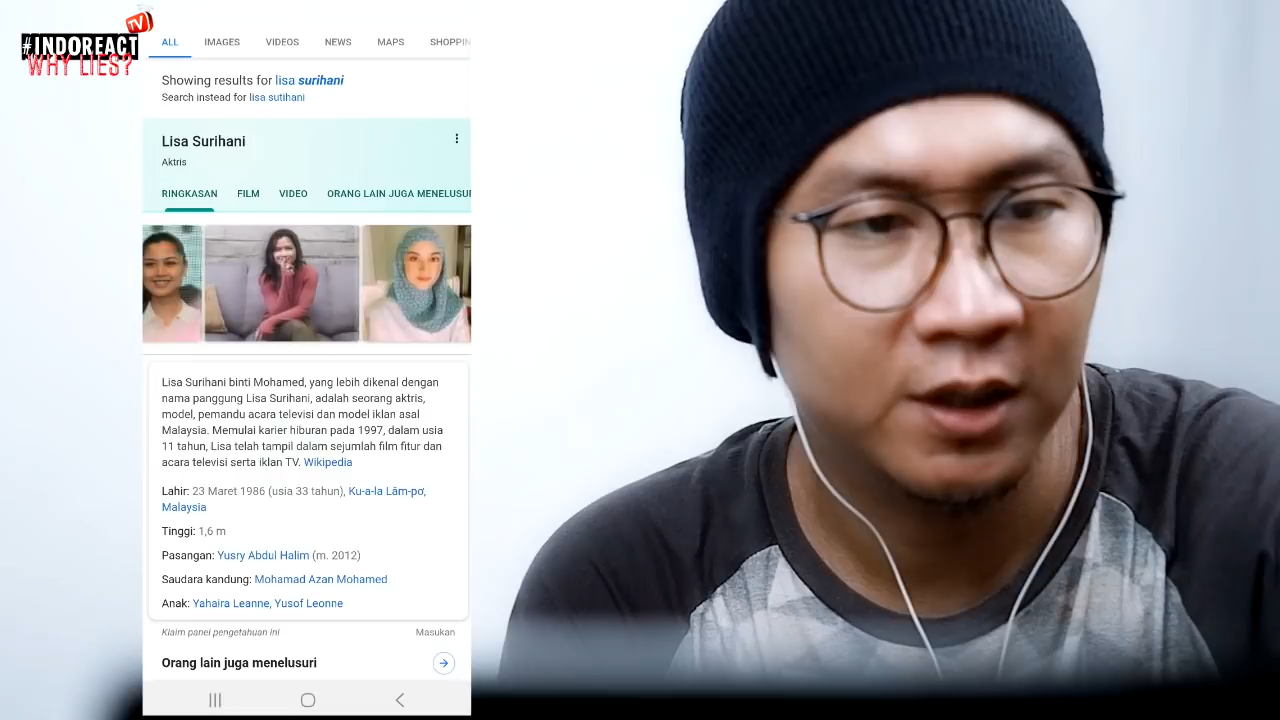 TV
#INDOREACT
WHY LIES?
ALL IMAGES VIDEOS NEWS MAPS SHOPPIN
Showing results for lisa surihani
Search instead for lisa sutihani
Lisa Surihani
Aktris
RINGKASAN FILM VIDEO ORANG LAIN JUGA MENELUSUR
Lisa Surihani binti Mohamed, yang lebih dikenal dengan
nama panggung Lisa Surihani, adalah seorang aktris,
model, pemandu acara televisi dan model iklan asal
Malaysia. Memulai karier hiburan pada 1997, dalam usia
11 tahun, Lisa telah tampil dalam sejumlah film fitur dan
acara televisi serta iklan TV. Wikipedia
Lahir: 23 Maret 1986 (usia 33 tahun), Ku-a-la Lâm-pơ,
Malaysia
Tinggi: 1,6 m
Pasangan: Yusry Abdul Halim (m. 2012)
Saudara kandung: Mohamad Azan Mohamed
Anak: Yahaira Leanne, Yusof Leonne
Klaim panel pengetahuan ini Masukan
Orang lain juga menelusuri